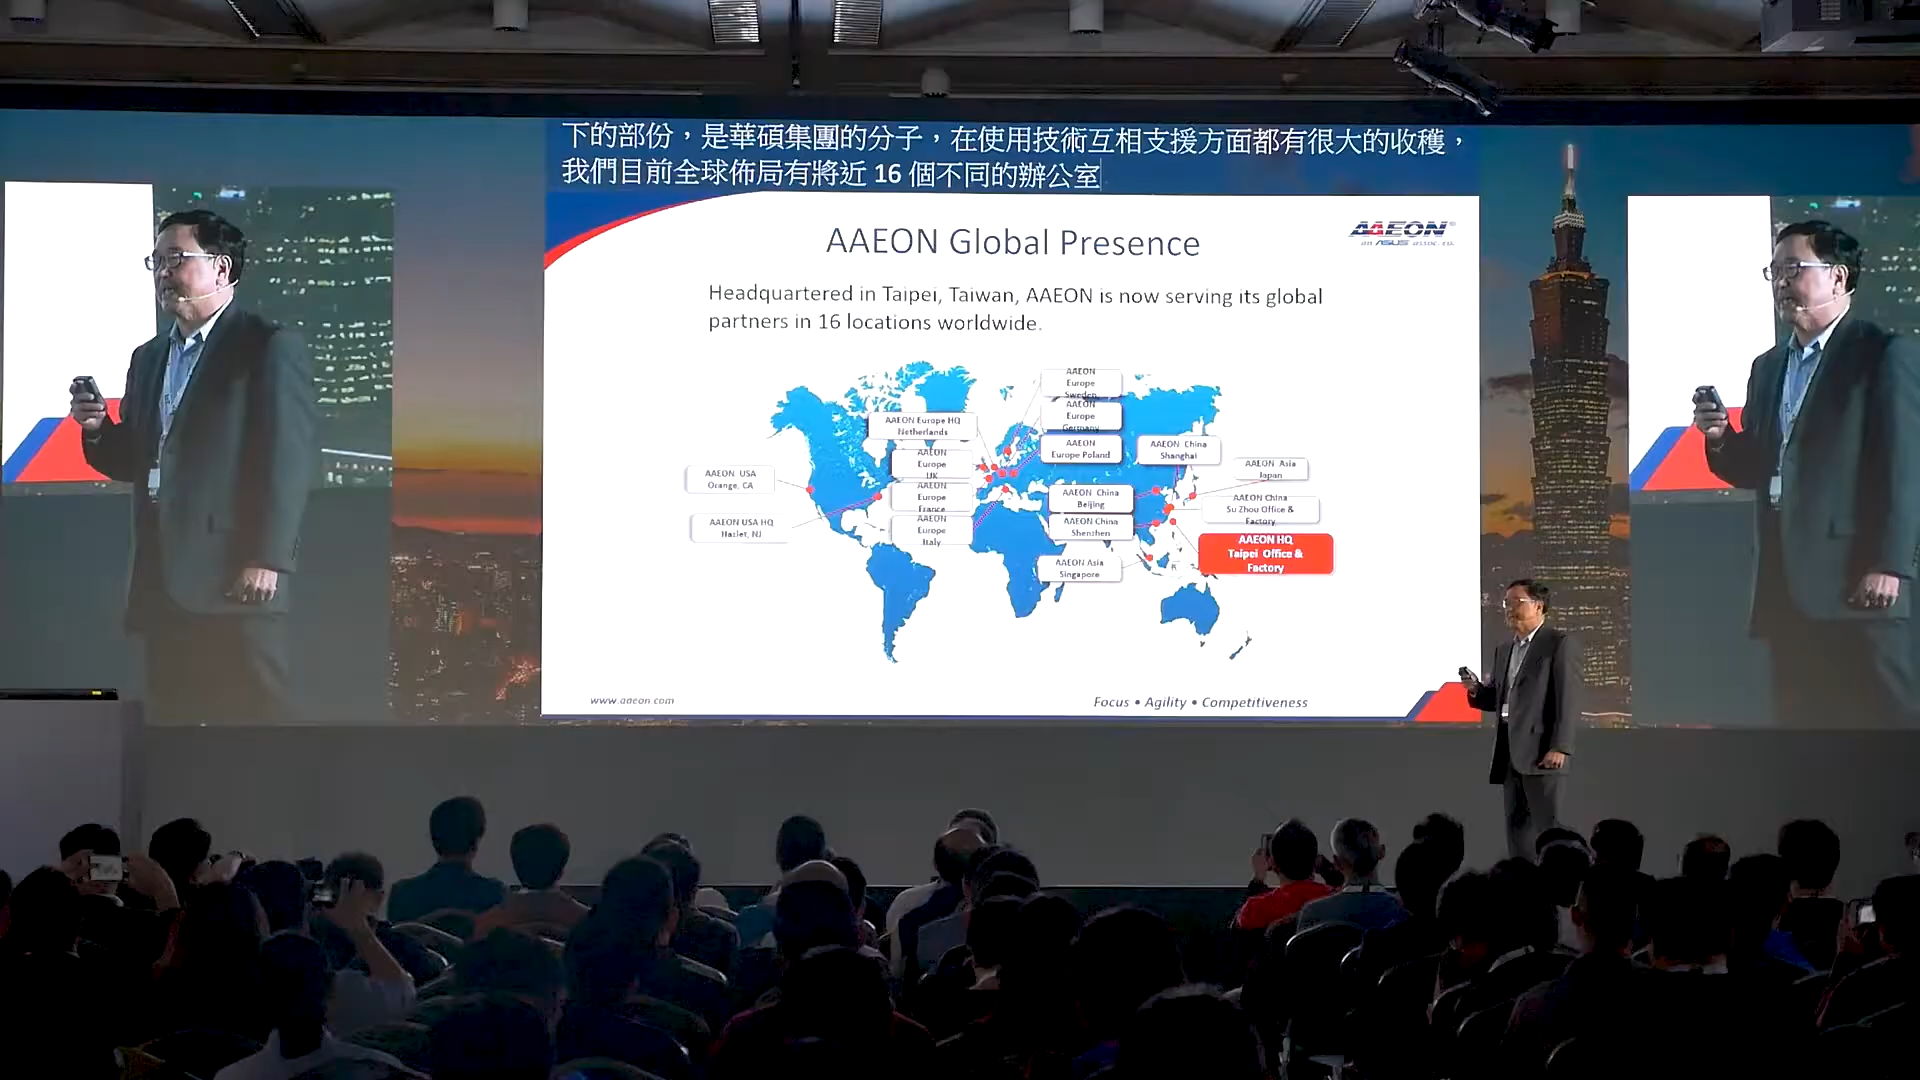 下的部份，是華碩集團的分子，在使用技術互相支援方面都有很大的收穫，
我們目前全球佈局有將近 16 個不同的辦公室
AAEON Global Presence
AAEON®
an ASUS assoc. co.
Headquartered in Taipei, Taiwan, AAEON is now serving its global
partners in 16 locations worldwide.
AAEON
Europe
Sweden
AAEON
Europe
Germany
AAEON Europe HQ
Netherlands
AAEON
Europe Poland
AAEON China
Shanghai
AAEON
Europe
UK
AAEON Asia
Japan
AAEON USA
Orange, CA
AAEON
Europe
France
AAEON China
Beijing
AAEON China
Su Zhou Office &
Factory
AAEON USA HQ
Hazlet, NJ
AAEON
Europe
Italy
AAEON China
Shenzhen
AAEON HQ
Taipei Office &
Factory
AAEON Asia
Singapore
www.aaeon.com
Focus • Agility • Competitiveness